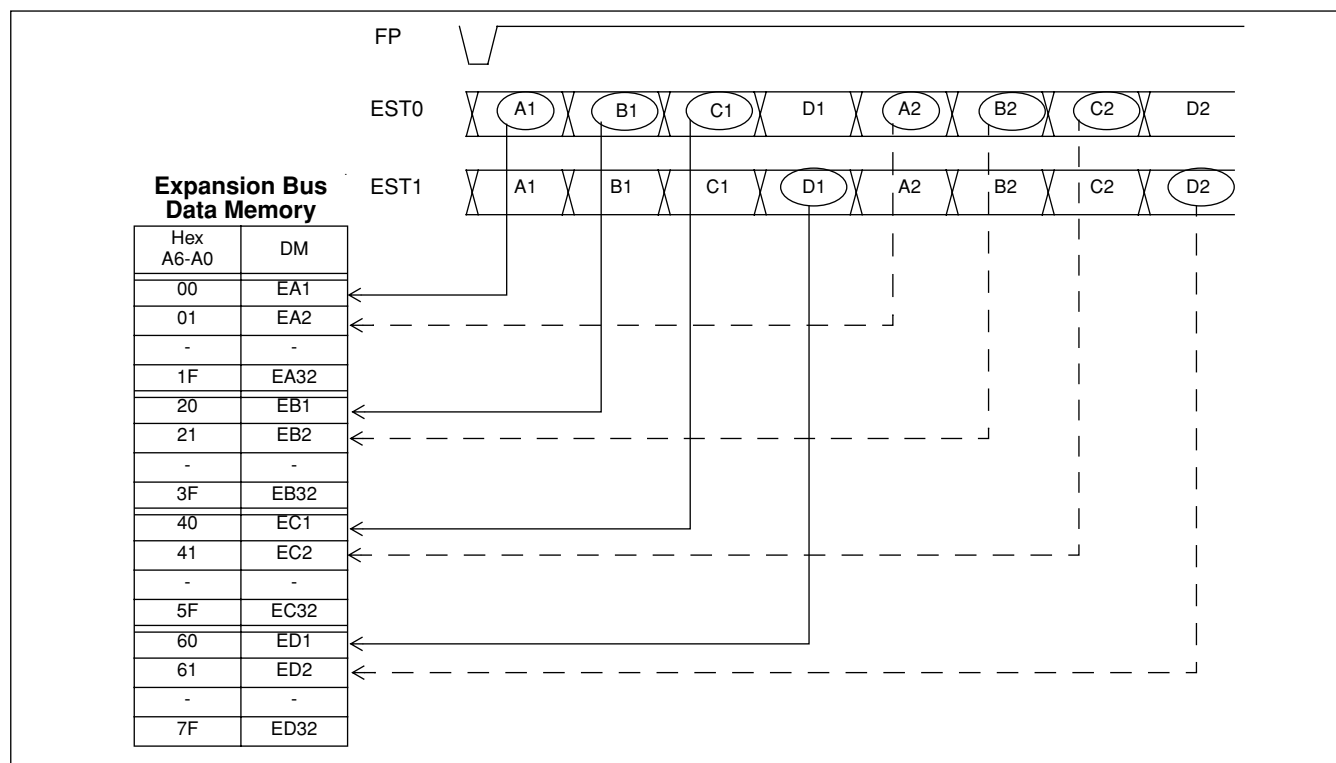 FP
EST0 A1 B1 C1 D1 A2 B2 C2 D2
EST1 A1 B1 C1 D1 A2 B2 C2 D2
Expansion Bus
Data Memory
Hex
A6-A0 DM
00 EA1
01 EA2
- -
1F EA32
20 EB1
21 EB2
- -
3F EB32
40 EC1
41 EC2
- -
5F EC32
60 ED1
61 ED2
- -
7F ED32